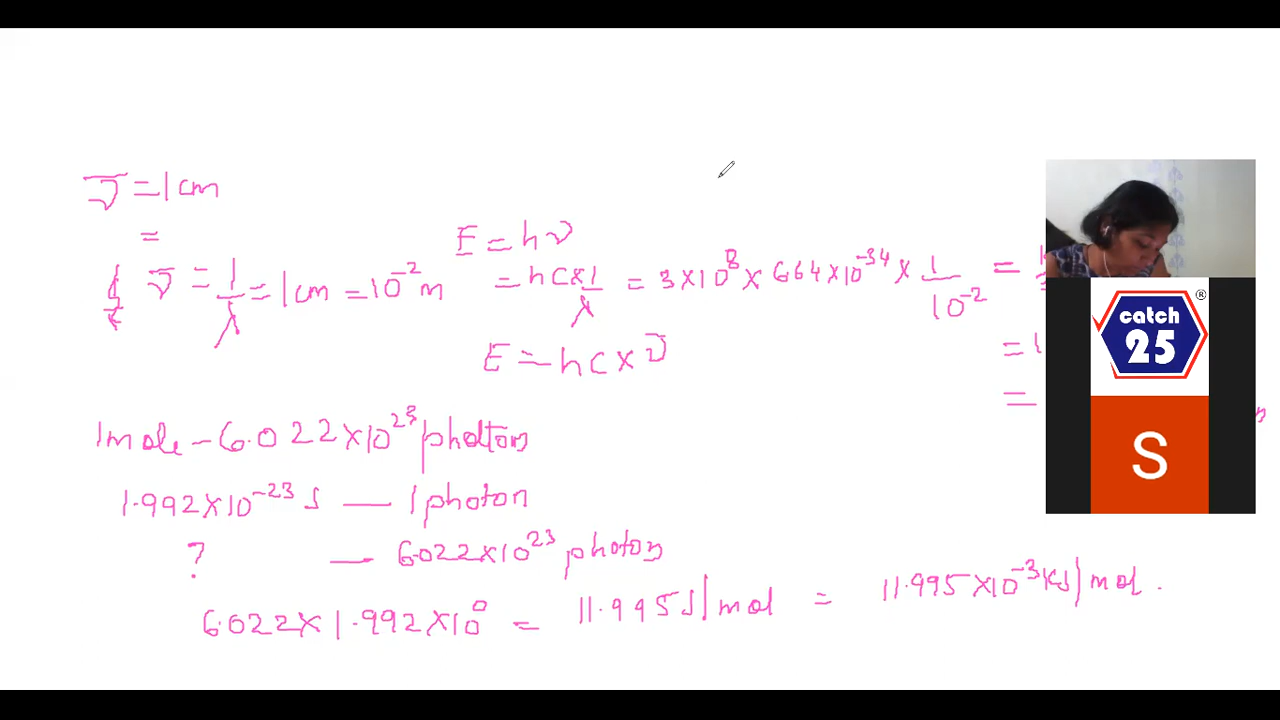 ν̅ = 1 cm
=
ν̅ = 1/λ = 1 cm = 10⁻² m
E = hν
= hc × 1/λ = 3 × 10⁸ × 6.64 × 10⁻³⁴ × 1/10⁻² =
E = hc × ν̅
=
=
1 mole - 6.022 × 10²³ photons
1.992 × 10⁻²³ J — 1 photon
? — 6.022 × 10²³ photons
6.022 × 1.992 × 10⁰ = 11.995 J/mol = 11.995 × 10⁻³ KJ/mol.
catch
25
®
S